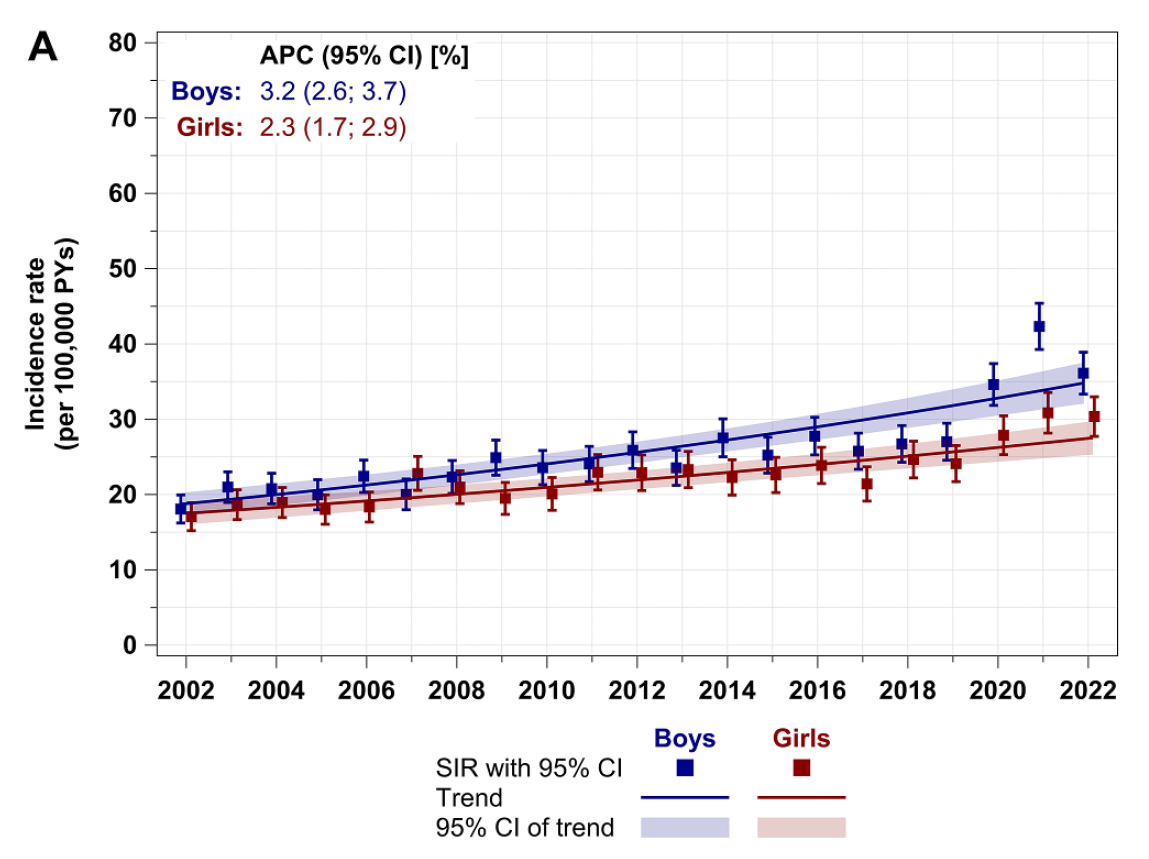 A
APC (95% CI) [%]
Boys: 3.2 (2.6; 3.7)
Girls: 2.3 (1.7; 2.9)
Incidence rate
(per 100,000 PYs)
80
70
60
50
40
30
20
10
0
2002 2004 2006 2008 2010 2012 2014 2016 2018 2020 2022
Boys Girls
SIR with 95% CI
Trend
95% CI of trend